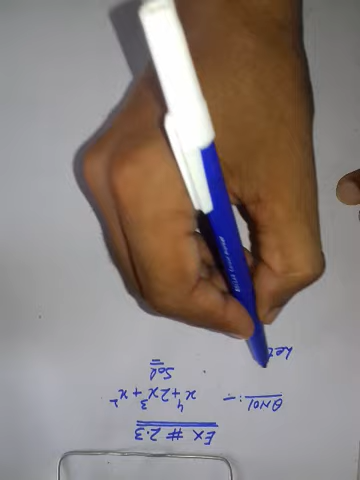 Ex # 2.3
QNo1 :- x⁴+2x³+x²
Sol
Let